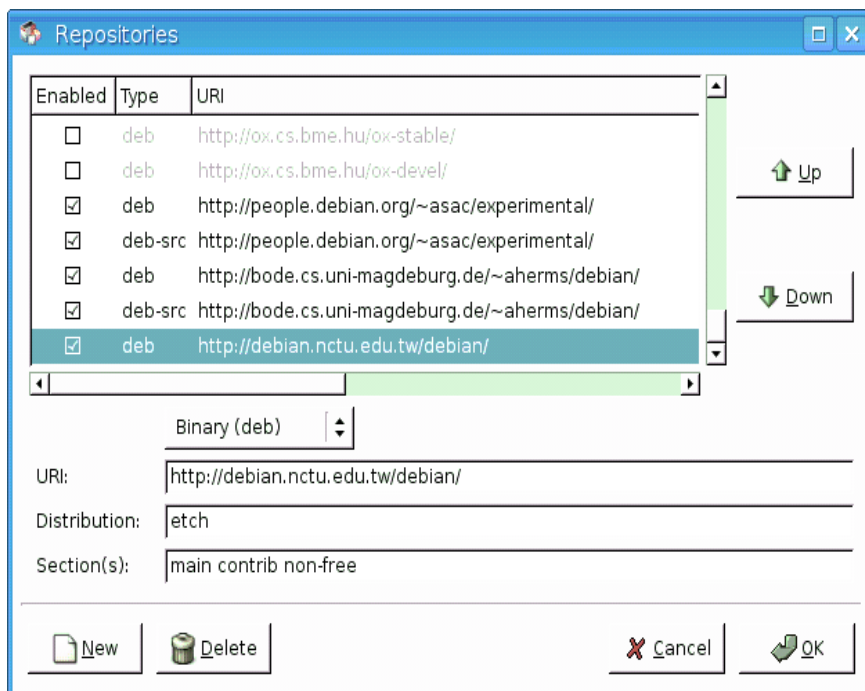 Repositories
Enabled Type URI
deb http://ox.cs.bme.hu/ox-stable/
deb http://ox.cs.bme.hu/ox-devel/
deb http://people.debian.org/~asac/experimental/
deb-src http://people.debian.org/~asac/experimental/
deb http://bode.cs.uni-magdeburg.de/~aherms/debian/
deb-src http://bode.cs.uni-magdeburg.de/~aherms/debian/
deb http://debian.nctu.edu.tw/debian/
Up
Down
Binary (deb)
URI: http://debian.nctu.edu.tw/debian/
Distribution: etch
Section(s): main contrib non-free
New Delete Cancel OK